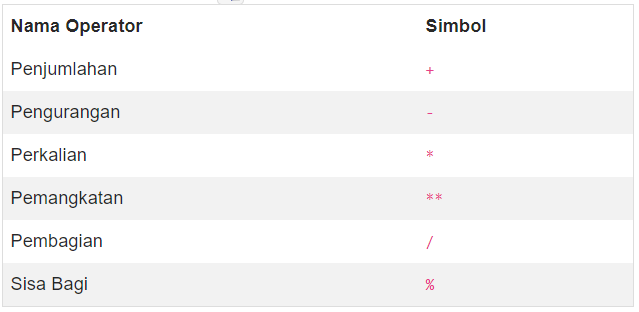 Nama Operator Simbol
Penjumlahan +
Pengurangan -
Perkalian *
Pemangkatan **
Pembagian /
Sisa Bagi %